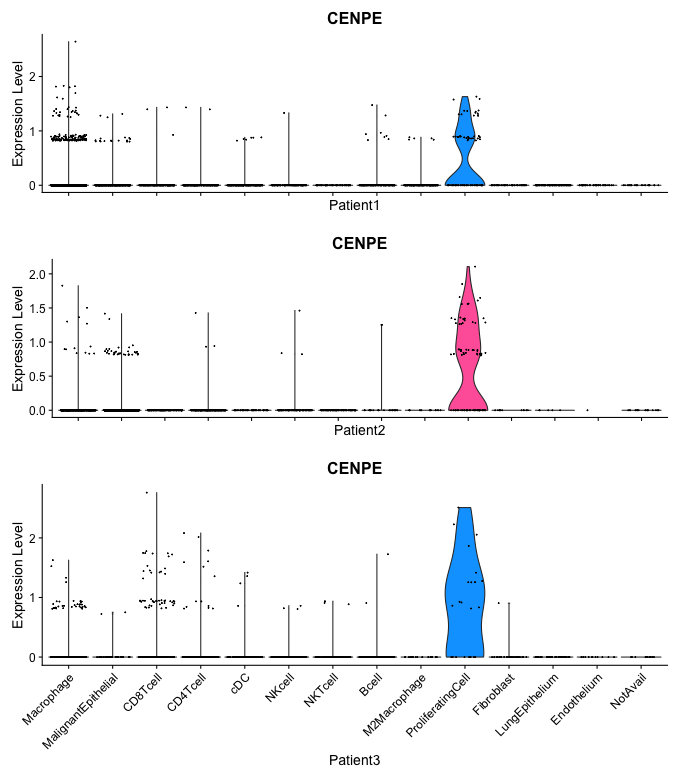 CENPE
Expression Level
2
1
0
Patient1
CENPE
Expression Level
2.0
1.5
1.0
0.5
0.0
Patient2
CENPE
Expression Level
2
1
0
Macrophage
MalignantEpithelial
CD8Tcell
CD4Tcell
cDC
NKcell
NKTcell
Bcell
M2Macrophage
ProliferatingCell
Fibroblast
LungEpithelium
Endothelium
NotAvail
Patient3